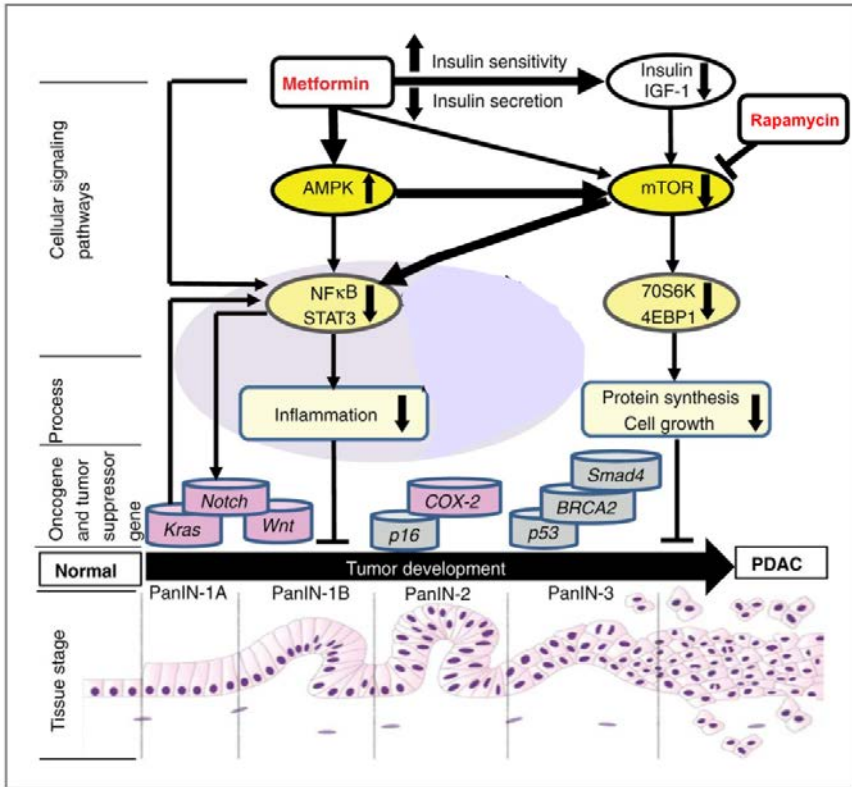 Insulin sensitivity
Metformin
Insulin
IGF-1
Insulin secretion
Rapamycin
Cellular signaling
pathways
AMPK
mTOR
NFκB
STAT3
70S6K
4EBP1
Process
Inflammation
Protein synthesis
Cell growth
Oncogene
and tumor
suppressor
gene
Notch
Kras
Wnt
COX-2
p16
Smad4
BRCA2
p53
Normal
Tumor development
PDAC
PanIN-1A
PanIN-1B
PanIN-2
PanIN-3
Tissue stage